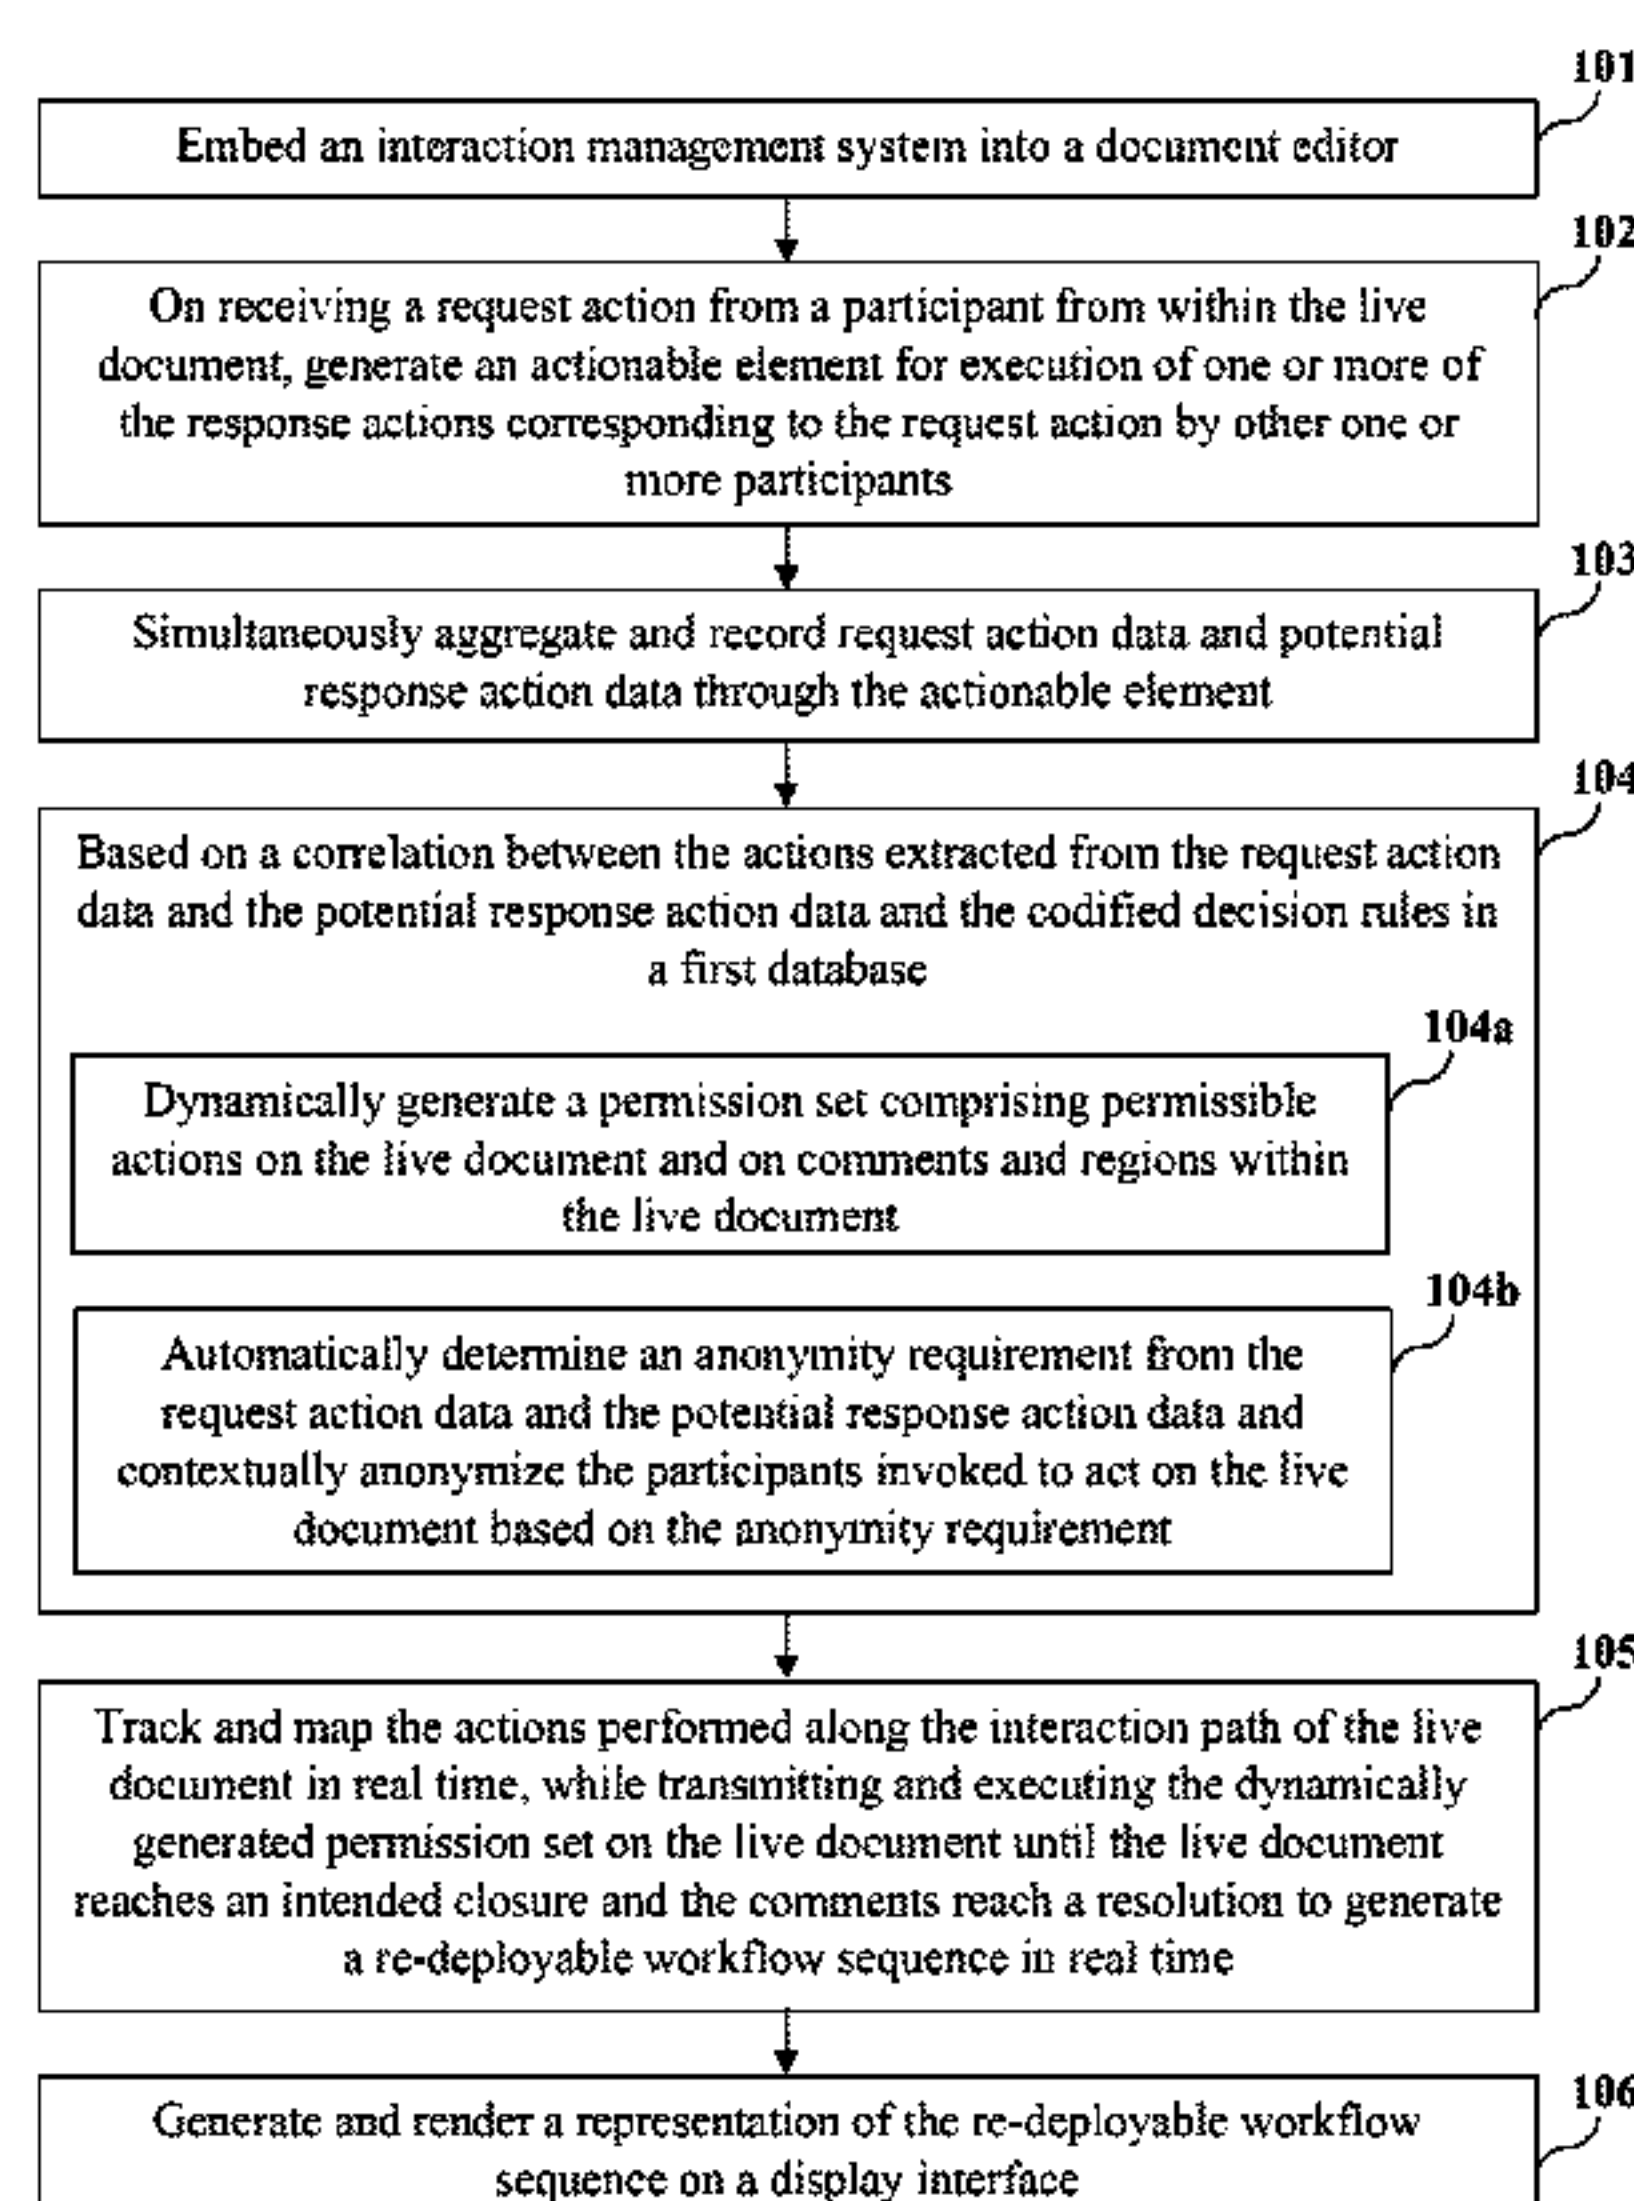 101
Embed an interaction management system into a document editor
102
On receiving a request action from a participant from within the live
document, generate an actionable element for execution of one or more of
the response actions corresponding to the request action by other one or
more participants
103
Simultaneously aggregate and record request action data and potential
response action data through the actionable element
104
Based on a correlation between the actions extracted from the request action
data and the potential response action data and the codified decision rules in
a first database
104a
Dynamically generate a permission set comprising permissible
actions on the live document and on comments and regions within
the live document
104b
Automatically determine an anonymity requirement from the
request action data and the potential response action data and
contextually anonymize the participants invoked to act on the live
document based on the anonymity requirement
105
Track and map the actions performed along the interaction path of the live
document in real time, while transmitting and executing the dynamically
generated permission set on the live document until the live document
reaches an intended closure and the comments reach a resolution to generate
a re-deployable workflow sequence in real time
106
Generate and render a representation of the re-deployable workflow
sequence on a display interface